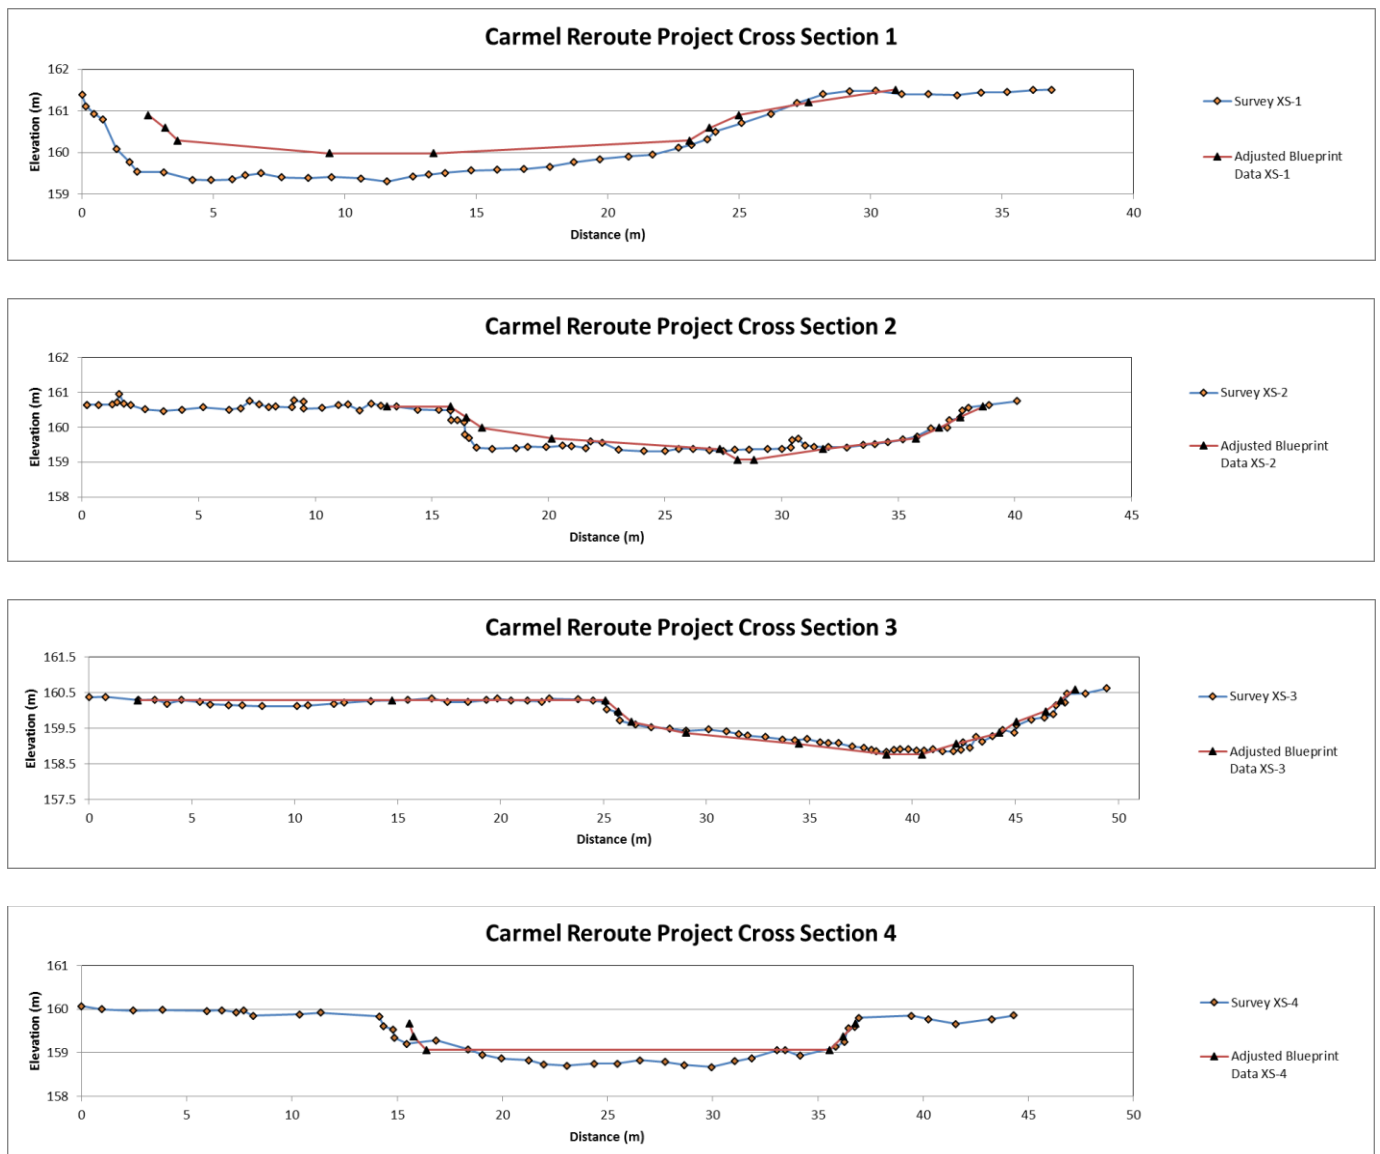 Carmel Reroute Project Cross Section 1
162
161
160
159
Elevation (m)
0 5 10 15 20 25 30 35 40
Distance (m)
Survey XS-1
Adjusted Blueprint
Data XS-1
Carmel Reroute Project Cross Section 2
162
161
160
159
158
Elevation (m)
0 5 10 15 20 25 30 35 40 45
Distance (m)
Survey XS-2
Adjusted Blueprint
Data XS-2
Carmel Reroute Project Cross Section 3
161.5
160.5
159.5
158.5
157.5
Elevation (m)
0 5 10 15 20 25 30 35 40 45 50
Distance (m)
Survey XS-3
Adjusted Blueprint
Data XS-3
Carmel Reroute Project Cross Section 4
161
160
159
158
Elevation (m)
0 5 10 15 20 25 30 35 40 45 50
Distance (m)
Survey XS-4
Adjusted Blueprint
Data XS-4